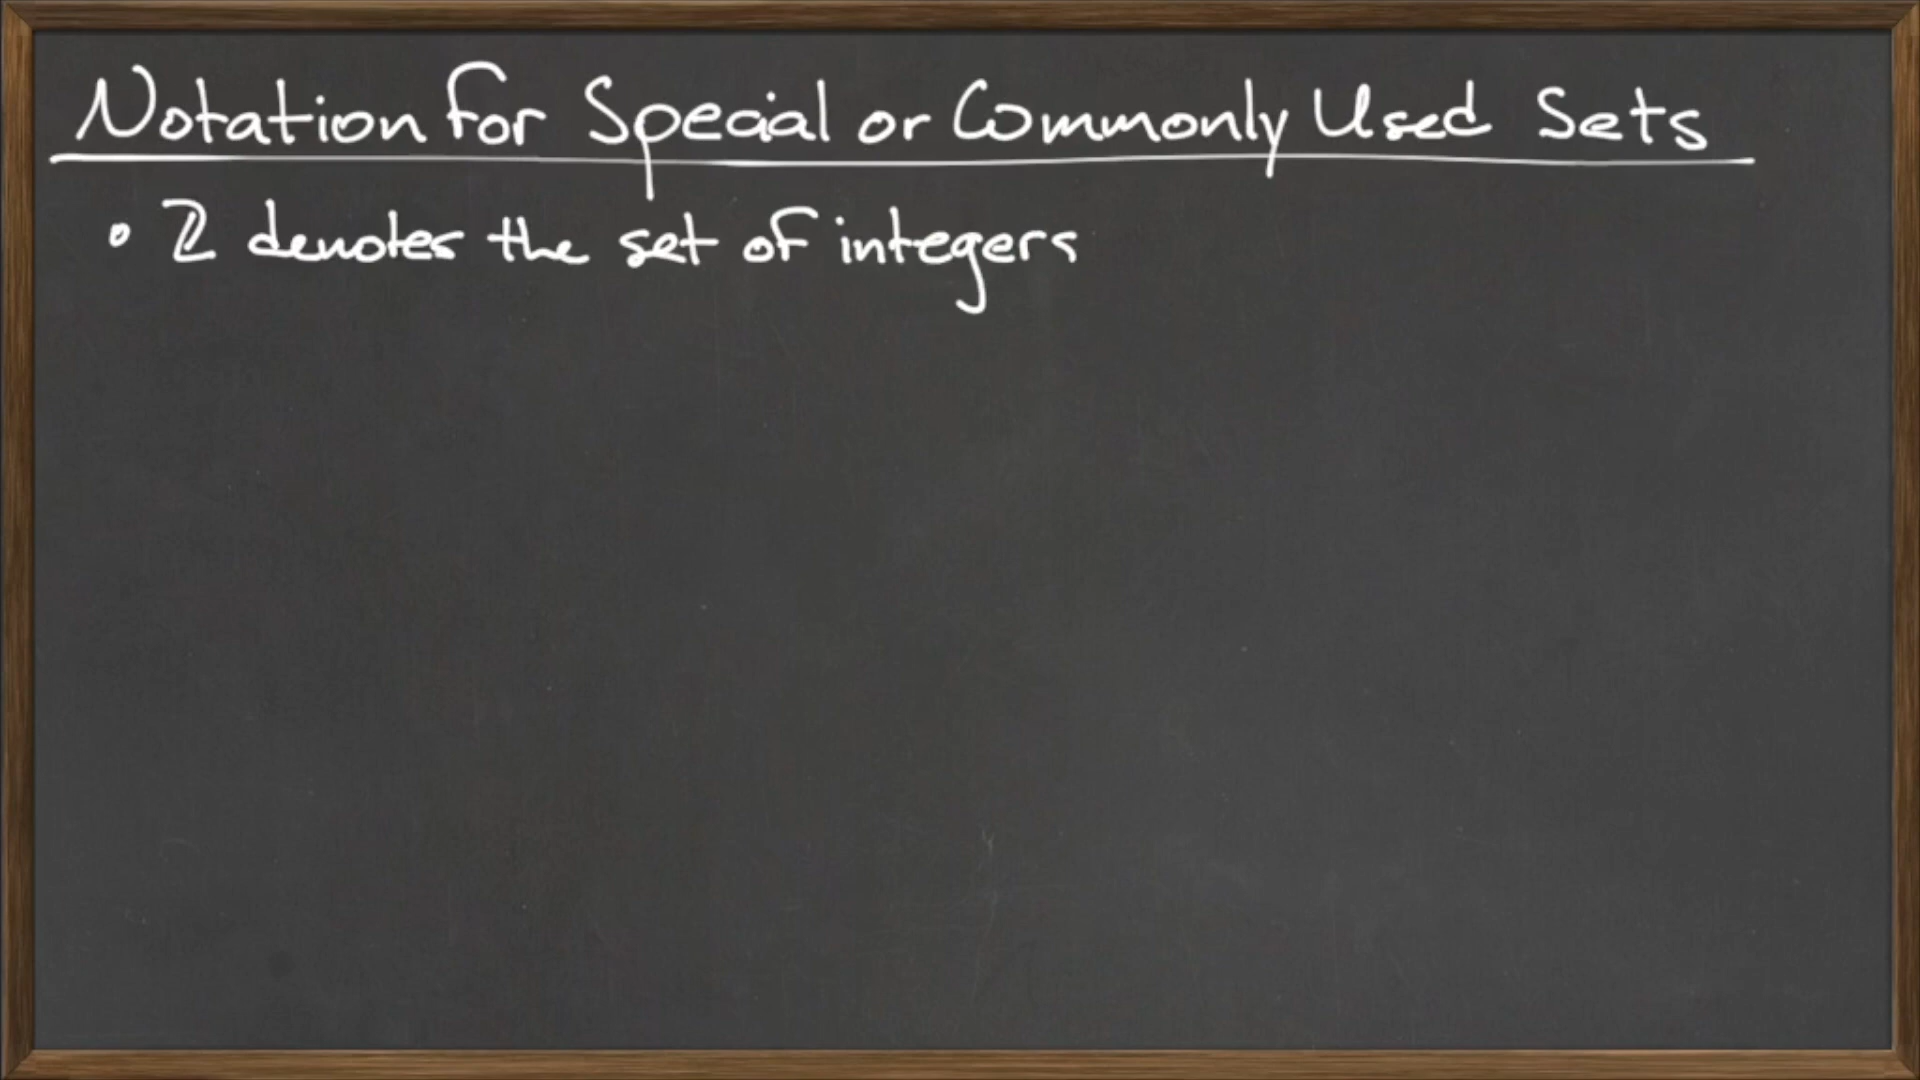 Notation for Special or Commonly Used Sets
• ℤ denotes the set of integers